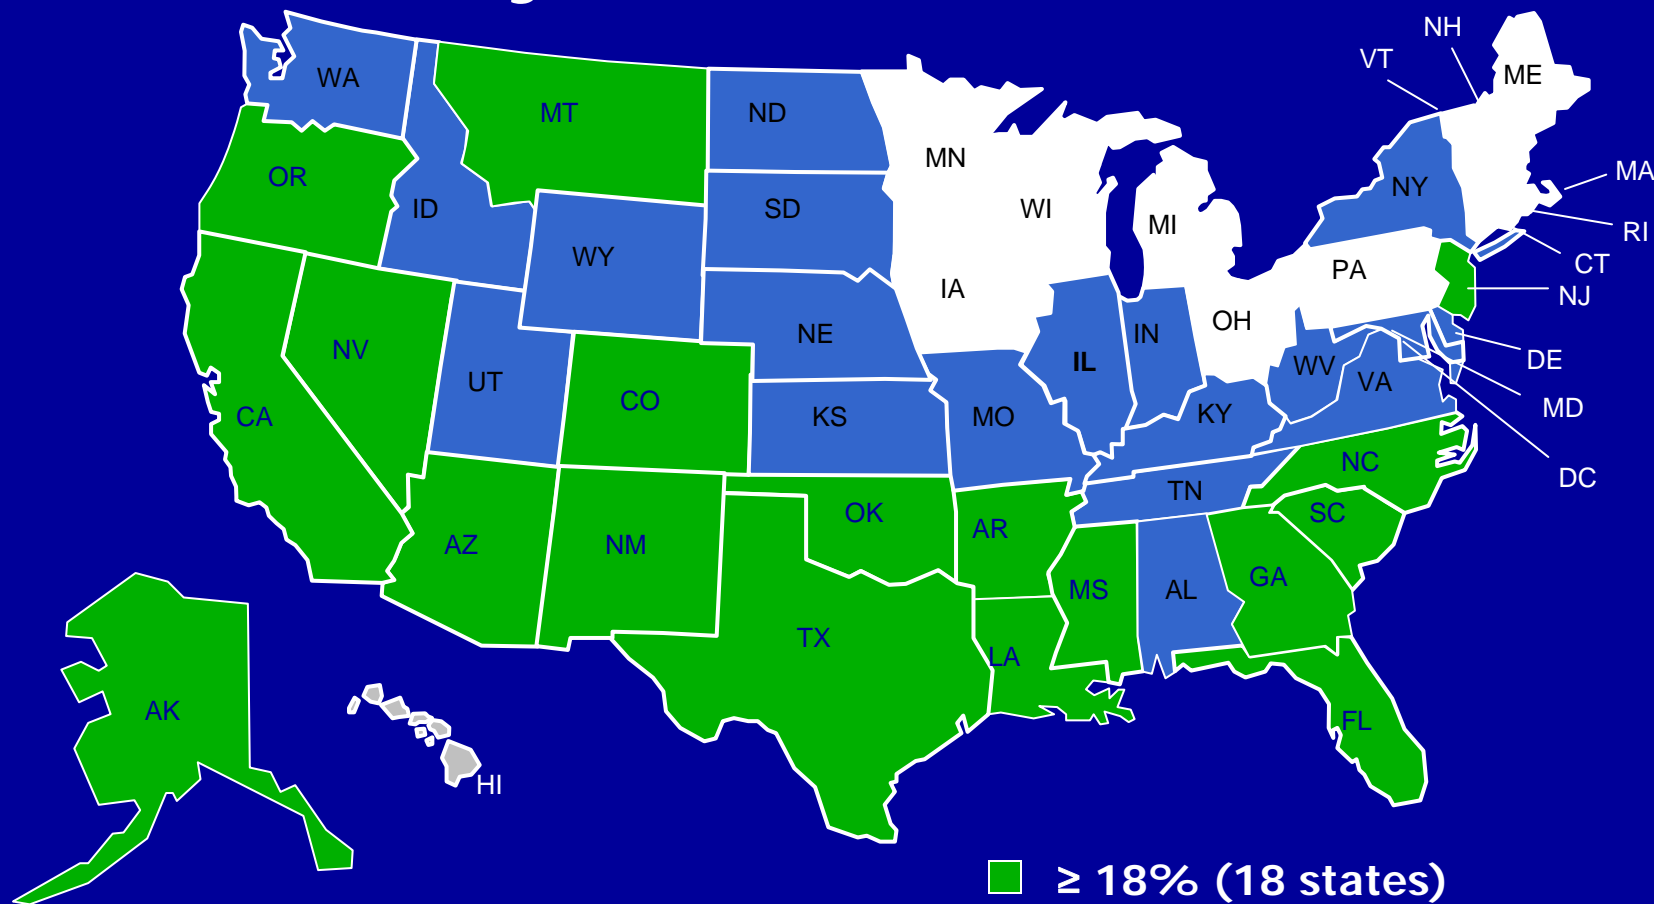 NH
VT
ME
WA
MT
ND
MN
OR
ID
SD
WI
MI
NY
MA
WY
RI
IA
PA
CT
NJ
NV
NE
OH
IN
UT
IL
WV
VA
DE
CA
CO
KS
MO
KY
MD
NC
DC
TN
AZ
NM
OK
AR
SC
MS
AL
GA
TX
LA
AK
FL
HI
≥ 18% (18 states)